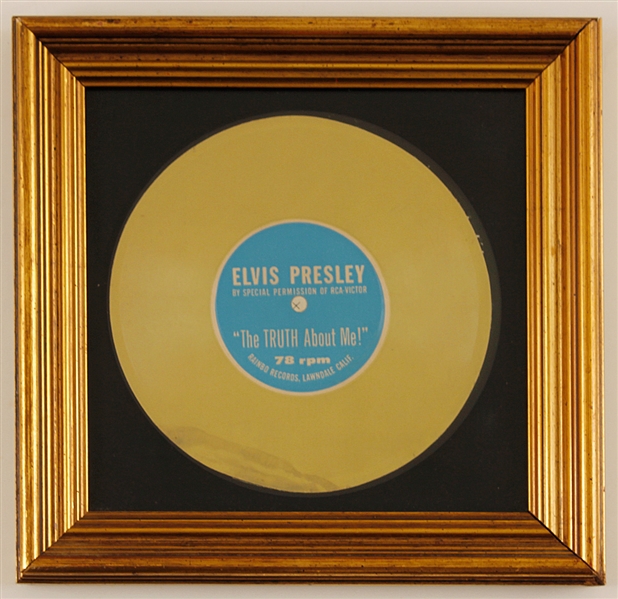 ELVIS PRESLEY
BY SPECIAL PERMISSION OF RCA-VICTOR
"The TRUTH About Me!"
78 rpm
RAINBO RECORDS, LAWNDALE CALIF.